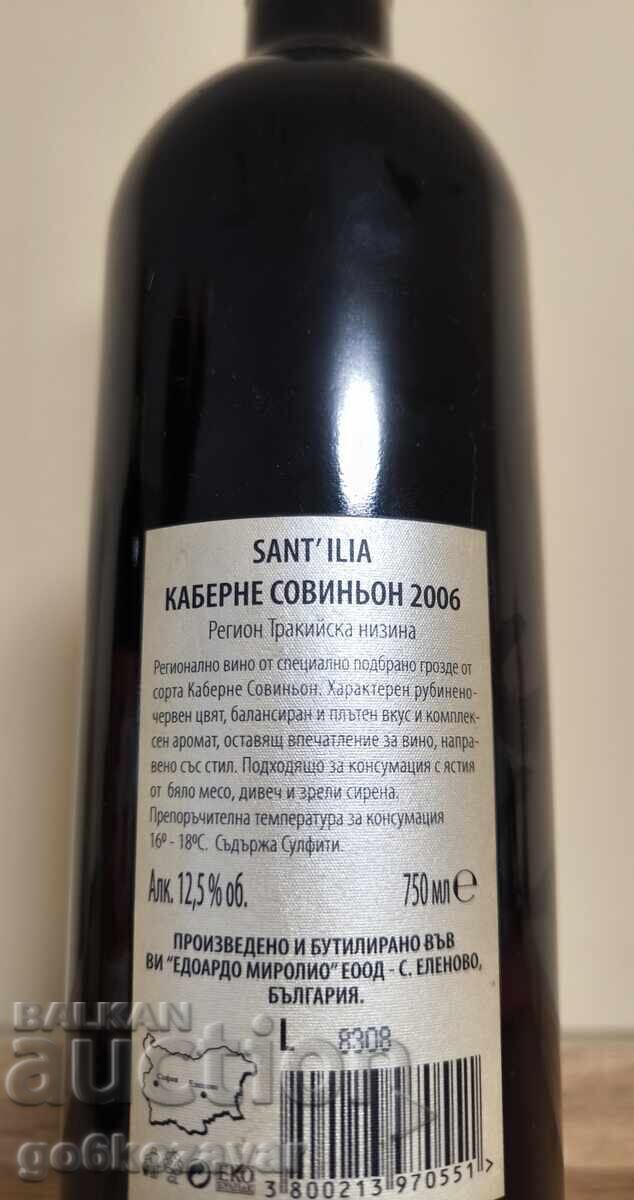 SANT' ILIA
КАБЕРНЕ СОВИНЬОН 2006
Регион Тракийска низина
Регионално вино от специално подбрано грозде от
сорта Каберне Совиньон. Характерен рубинено-
червен цвят, балансиран и плътен вкус и комплек-
сен аромат, оставящ впечатление за вино, напра-
вено със стил. Подходящо за консумация с ястия
от бяло месо, дивеч и зрели сирена.
Препоръчителна температура за консумация
16º - 18ºC. Съдържа Сулфити.
Алк. 12,5 % об. 750 мл ℮
ПРОИЗВЕДЕНО И БУТИЛИРАНО ВЪВ
ВИ "ЕДОАРДО МИРОЛИО" ЕООД - С. ЕЛЕНОВО,
БЪЛГАРИЯ.
L 8308
BALKAN
auction
София Еленово
go6kozavar
EKO
3 800213 970551 >